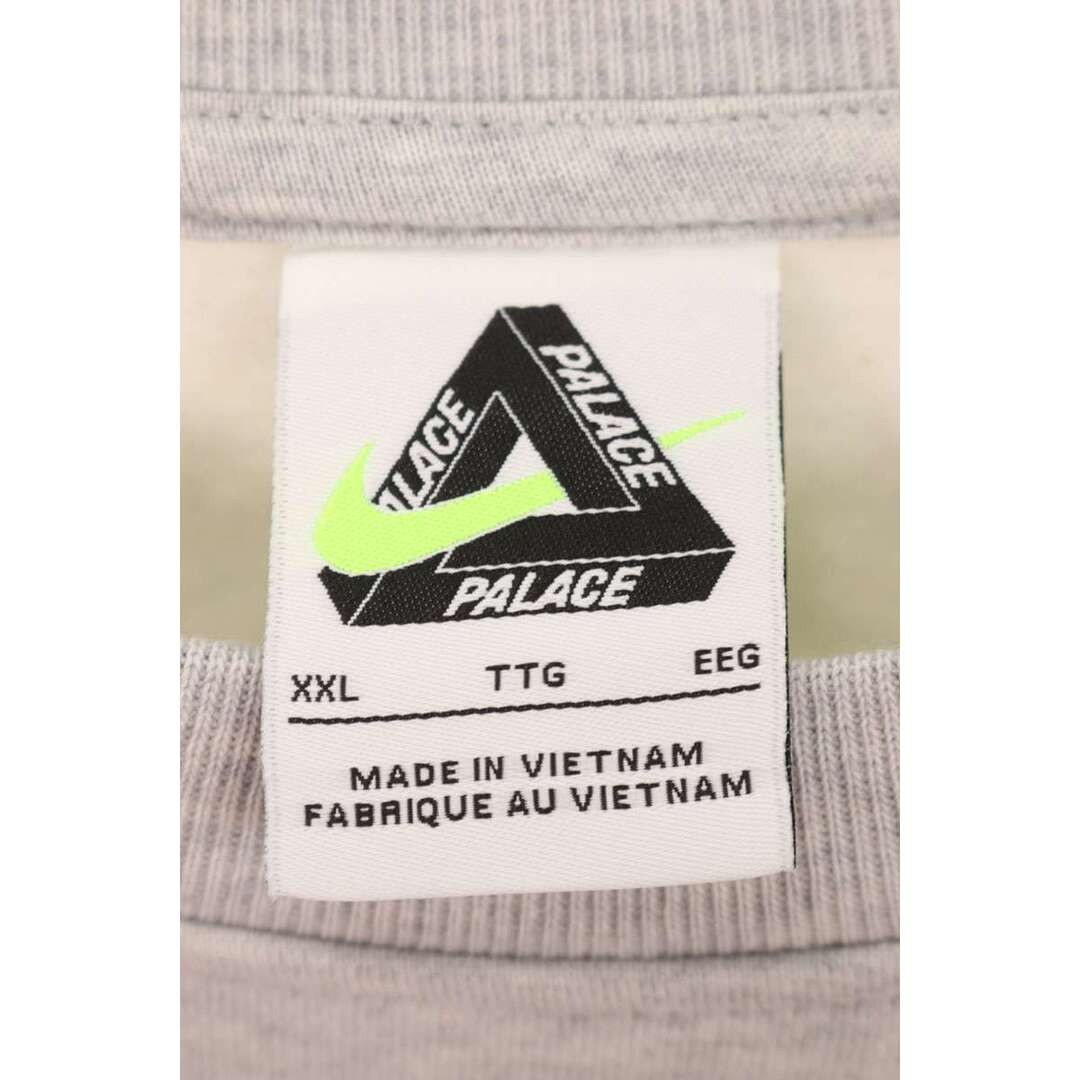 PALACE
PALACE
PALACE
XXL TTG EEG
MADE IN VIETNAM
FABRIQUE AU VIETNAM